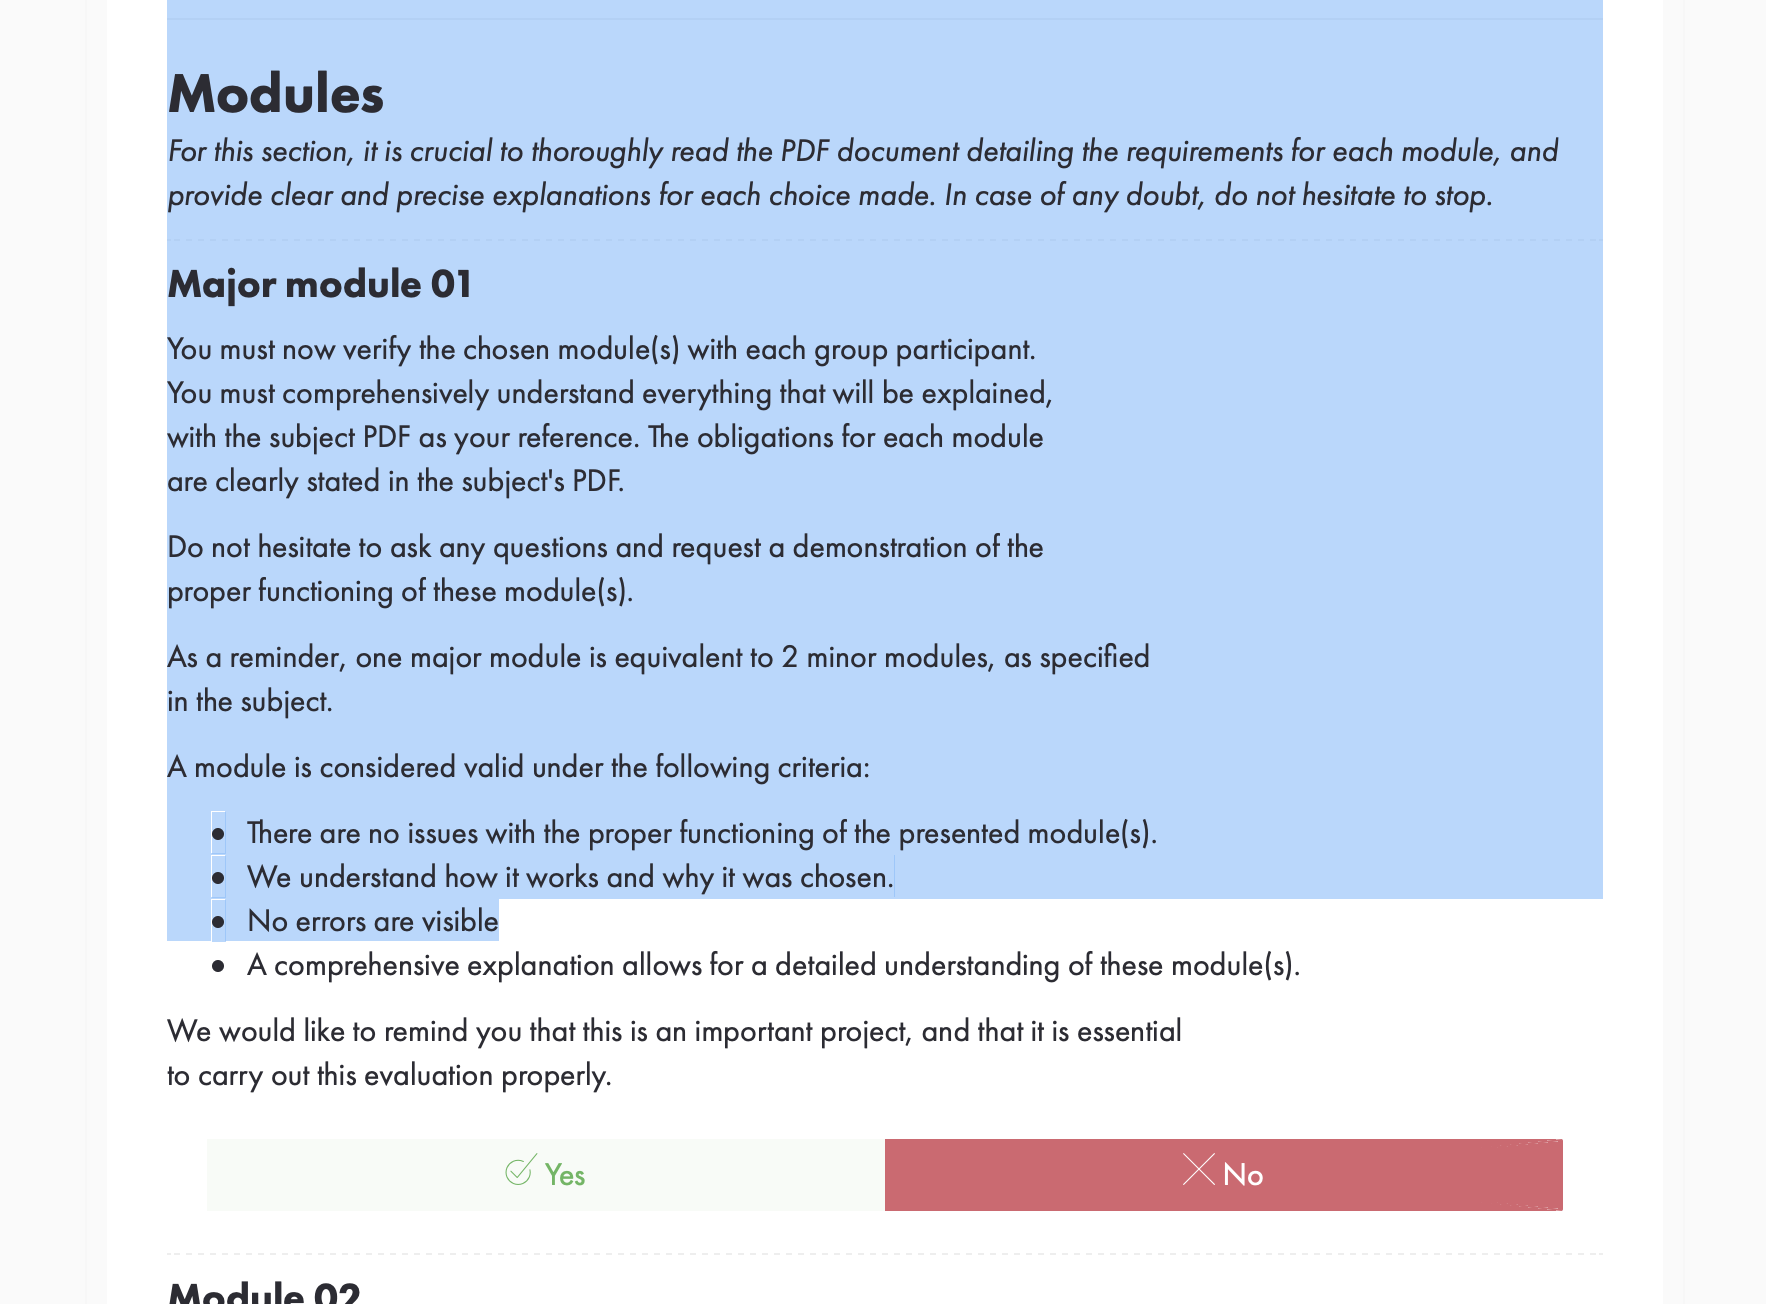 Modules
For this section, it is crucial to thoroughly read the PDF document detailing the requirements for each module, and
provide clear and precise explanations for each choice made. In case of any doubt, do not hesitate to stop.
Major module 01
You must now verify the chosen module(s) with each group participant.
You must comprehensively understand everything that will be explained,
with the subject PDF as your reference. The obligations for each module
are clearly stated in the subject's PDF.
Do not hesitate to ask any questions and request a demonstration of the
proper functioning of these module(s).
As a reminder, one major module is equivalent to 2 minor modules, as specified
in the subject.
A module is considered valid under the following criteria:
• There are no issues with the proper functioning of the presented module(s).
• We understand how it works and why it was chosen.
• No errors are visible
• A comprehensive explanation allows for a detailed understanding of these module(s).
We would like to remind you that this is an important project, and that it is essential
to carry out this evaluation properly.
Yes
No
Module 02